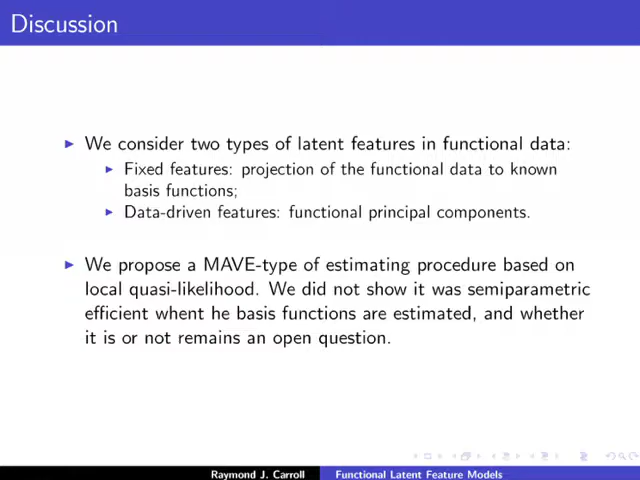 Discussion
We consider two types of latent features in functional data:
Fixed features: projection of the functional data to known
basis functions;
Data-driven features: functional principal components.
We propose a MAVE-type of estimating procedure based on
local quasi-likelihood. We did not show it was semiparametric
efficient whent he basis functions are estimated, and whether
it is or not remains an open question.
Raymond J. Carroll Functional Latent Feature Models